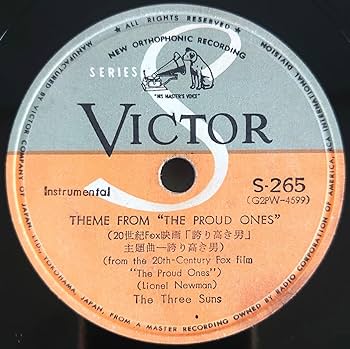 ALL RIGHTS RESERVED
NEW ORTHOPHONIC RECORDING
SERIES S
"HIS MASTER'S VOICE"
VICTOR
Instrumental
S-265
(G2PW-4599)
THEME FROM "THE PROUD ONES"
(20世紀Fox映画「誇り高き男」
主題曲—誇り高き男)
(from the 20th-Century Fox film
"The Proud Ones")
(Lionel Newman)
The Three Suns
MANUFACTURED BY VICTOR COMPANY OF JAPAN, LTD., YOKOHAMA, JAPAN, FROM A MASTER RECORDING OWNED BY RADIO CORPORATION OF AMERICA, RCA INTERNATIONAL DIVISION